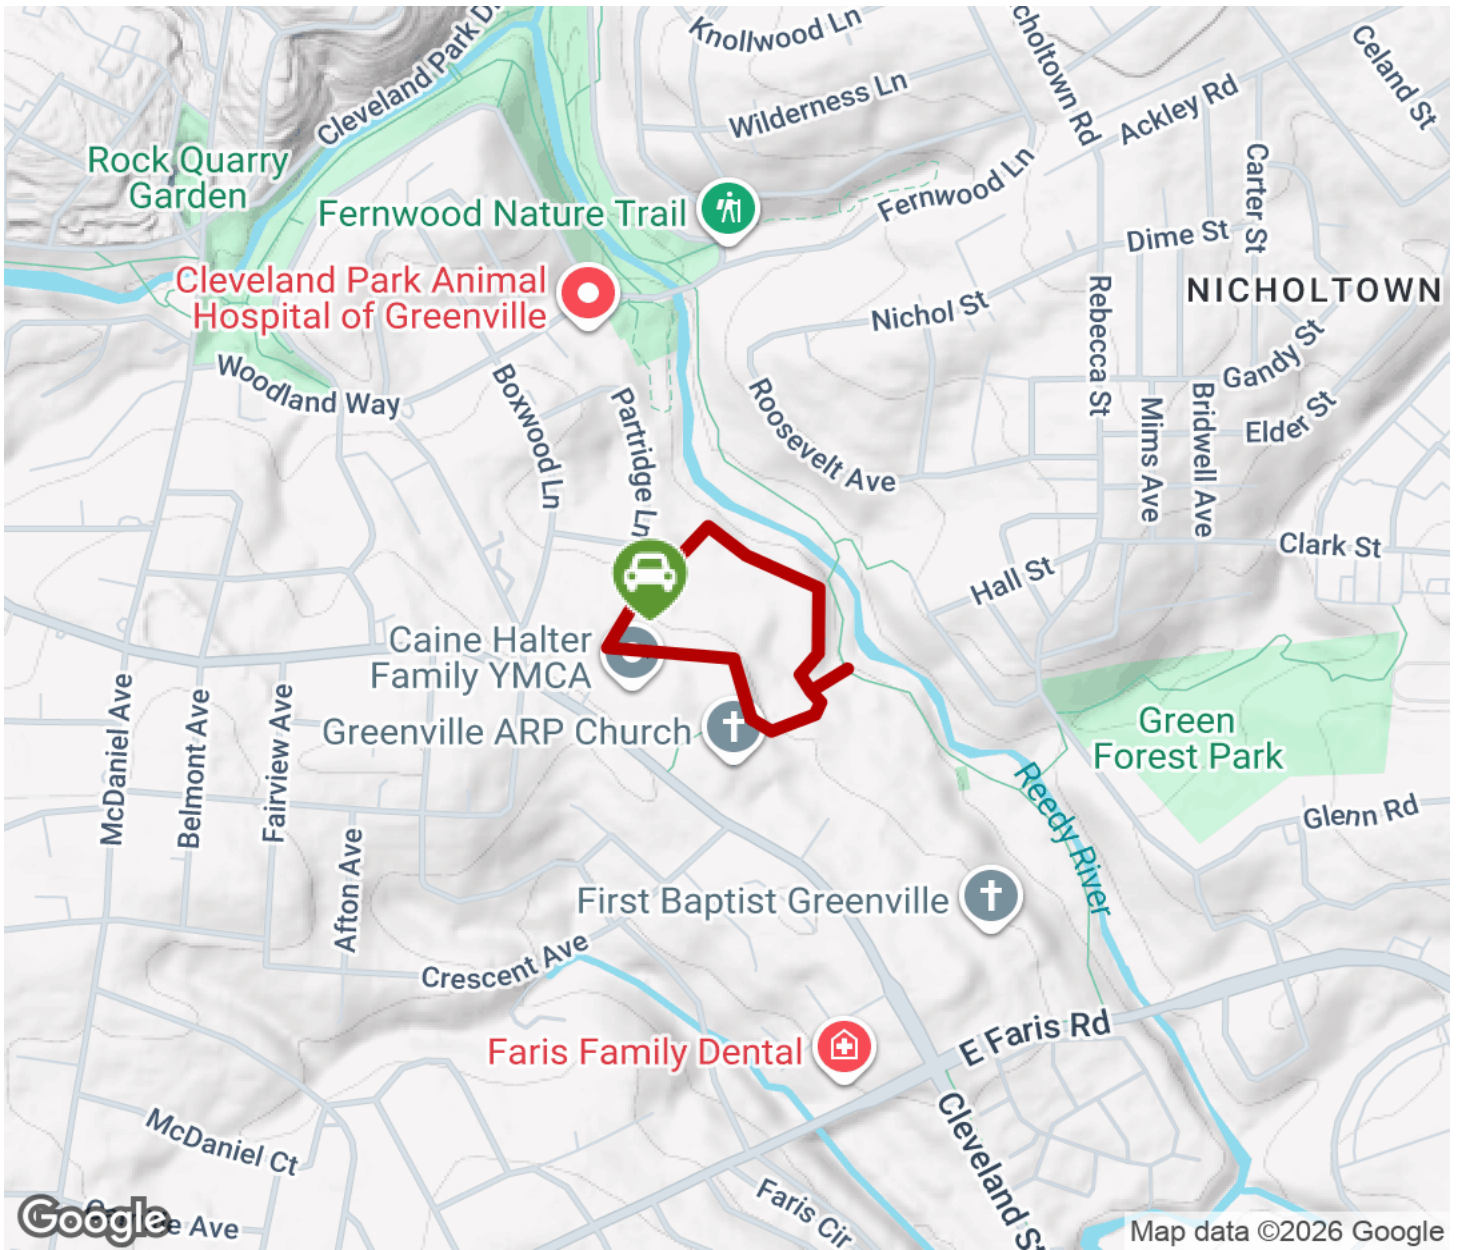 Knollwood Ln
Cleveland Park D
choltown Rd
Celand St
Wilderness Ln
Ackley Rd
Rock Quarry
Garden
Carter St
Fernwood Ln
Fernwood Nature Trail
Dime St
Cleveland Park Animal
Hospital of Greenville
NICHOLTOWN
Nichol St
Rebecca St
Gandy St
Woodland Way
Boxwood Ln
Partridge Ln
Roosevelt Ave
Mims Ave
Bridwell Ave
Elder St
Clark St
Hall St
Caine Halter
Family YMCA
Greenville ARP Church
McDaniel Ave
Belmont Ave
Fairview Ave
Green
Forest Park
Reedy River
Glenn Rd
Afton Ave
First Baptist Greenville
Crescent Ave
E Faris Rd
Faris Family Dental
McDaniel Ct
Cleveland St
Faris Cir
Google
Ave
Map data ©2026 Google